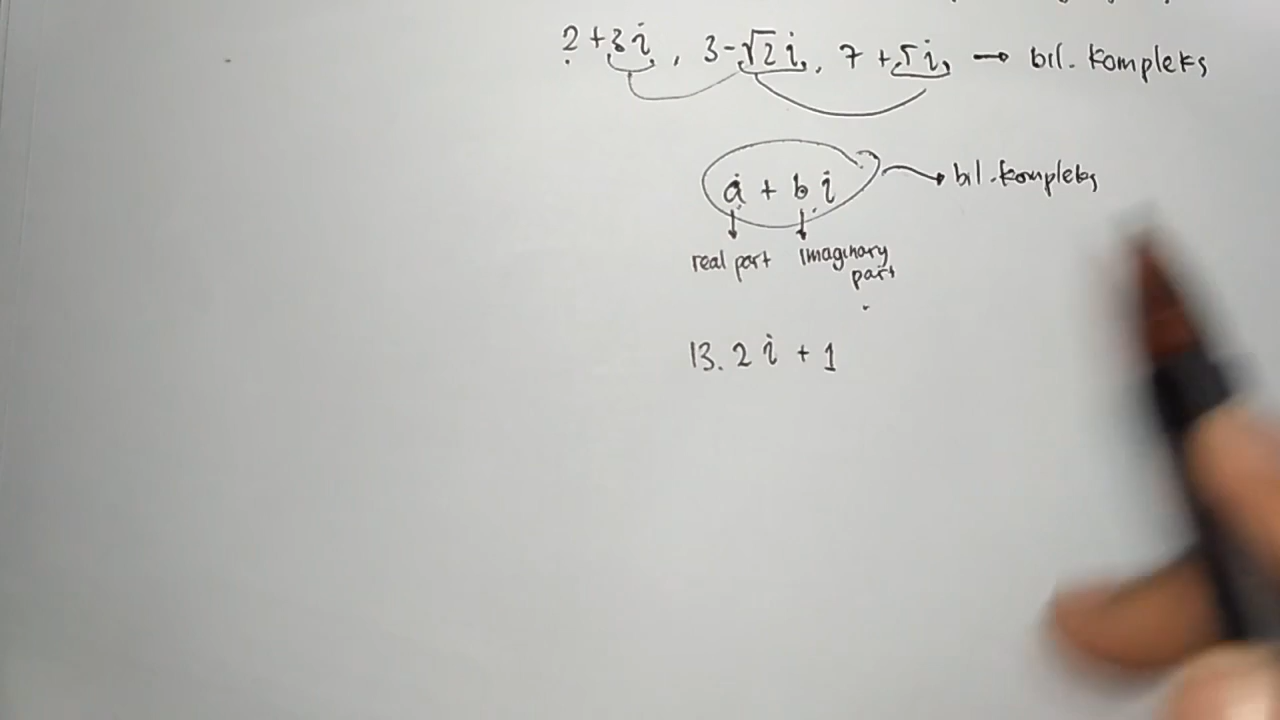 2 + 3i , 3 - √2 i , 7 + 5i → bil. kompleks
a + bi → bil. kompleks
real part imaginary part
13. 2i + 1